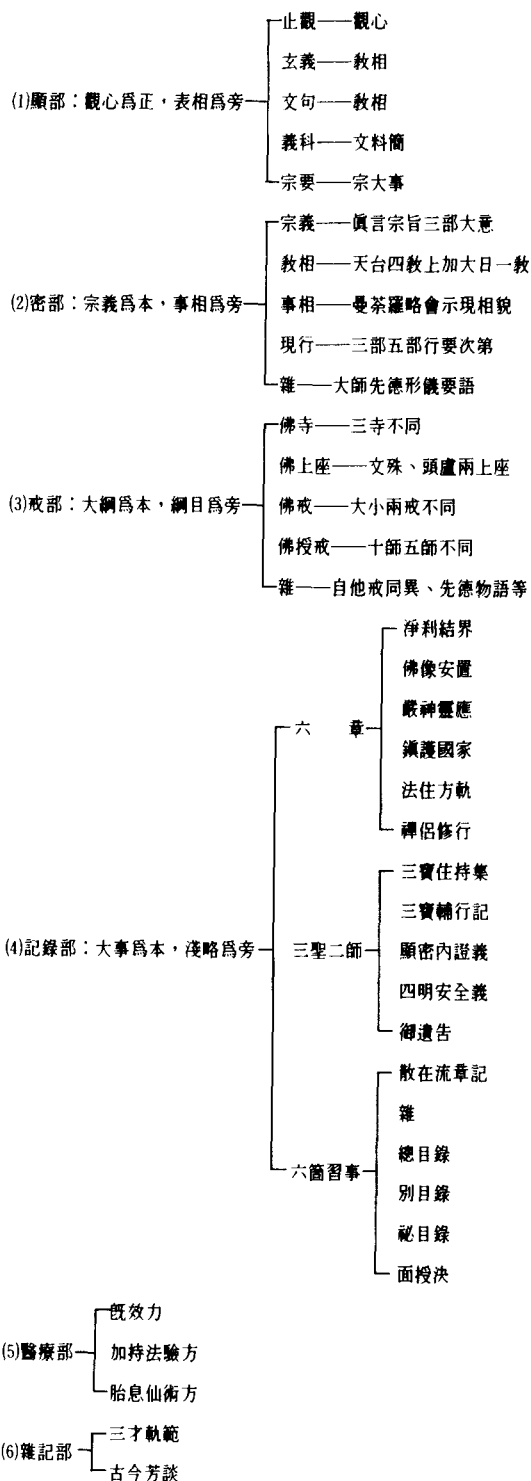 (1)顯部：觀心爲正，表相爲旁
止觀——觀心
玄義——敎相
文句——敎相
義科——文料簡
宗要——宗大事
(2)密部：宗義爲本，事相爲旁
宗義——眞言宗旨三部大意
敎相——天台四敎上加大日一敎
事相——曼荼羅略會示現相貌
現行——三部五部行要次第
雜——大師先德形儀要語
(3)戒部：大綱爲本，綱目爲旁
佛寺——三寺不同
佛上座——文殊、頭盧兩上座
佛戒——大小兩戒不同
佛授戒——十師五師不同
雜——自他戒同異、先德物語等
(4)記錄部：大事爲本，淺略爲旁
六　章
淨刹結界
佛像安置
嚴神靈應
鎭護國家
法住方軌
禪侶修行
三聖二師
三寶住持集
三寶輔行記
顯密內證義
四明安全義
御遺告
六箇習事
散在流章記
雜
總目錄
別目錄
祕目錄
面授決
(5)醫療部
旣效力
加持法驗方
胎息仙術方
(6)雜記部
三才軌範
古今芳談